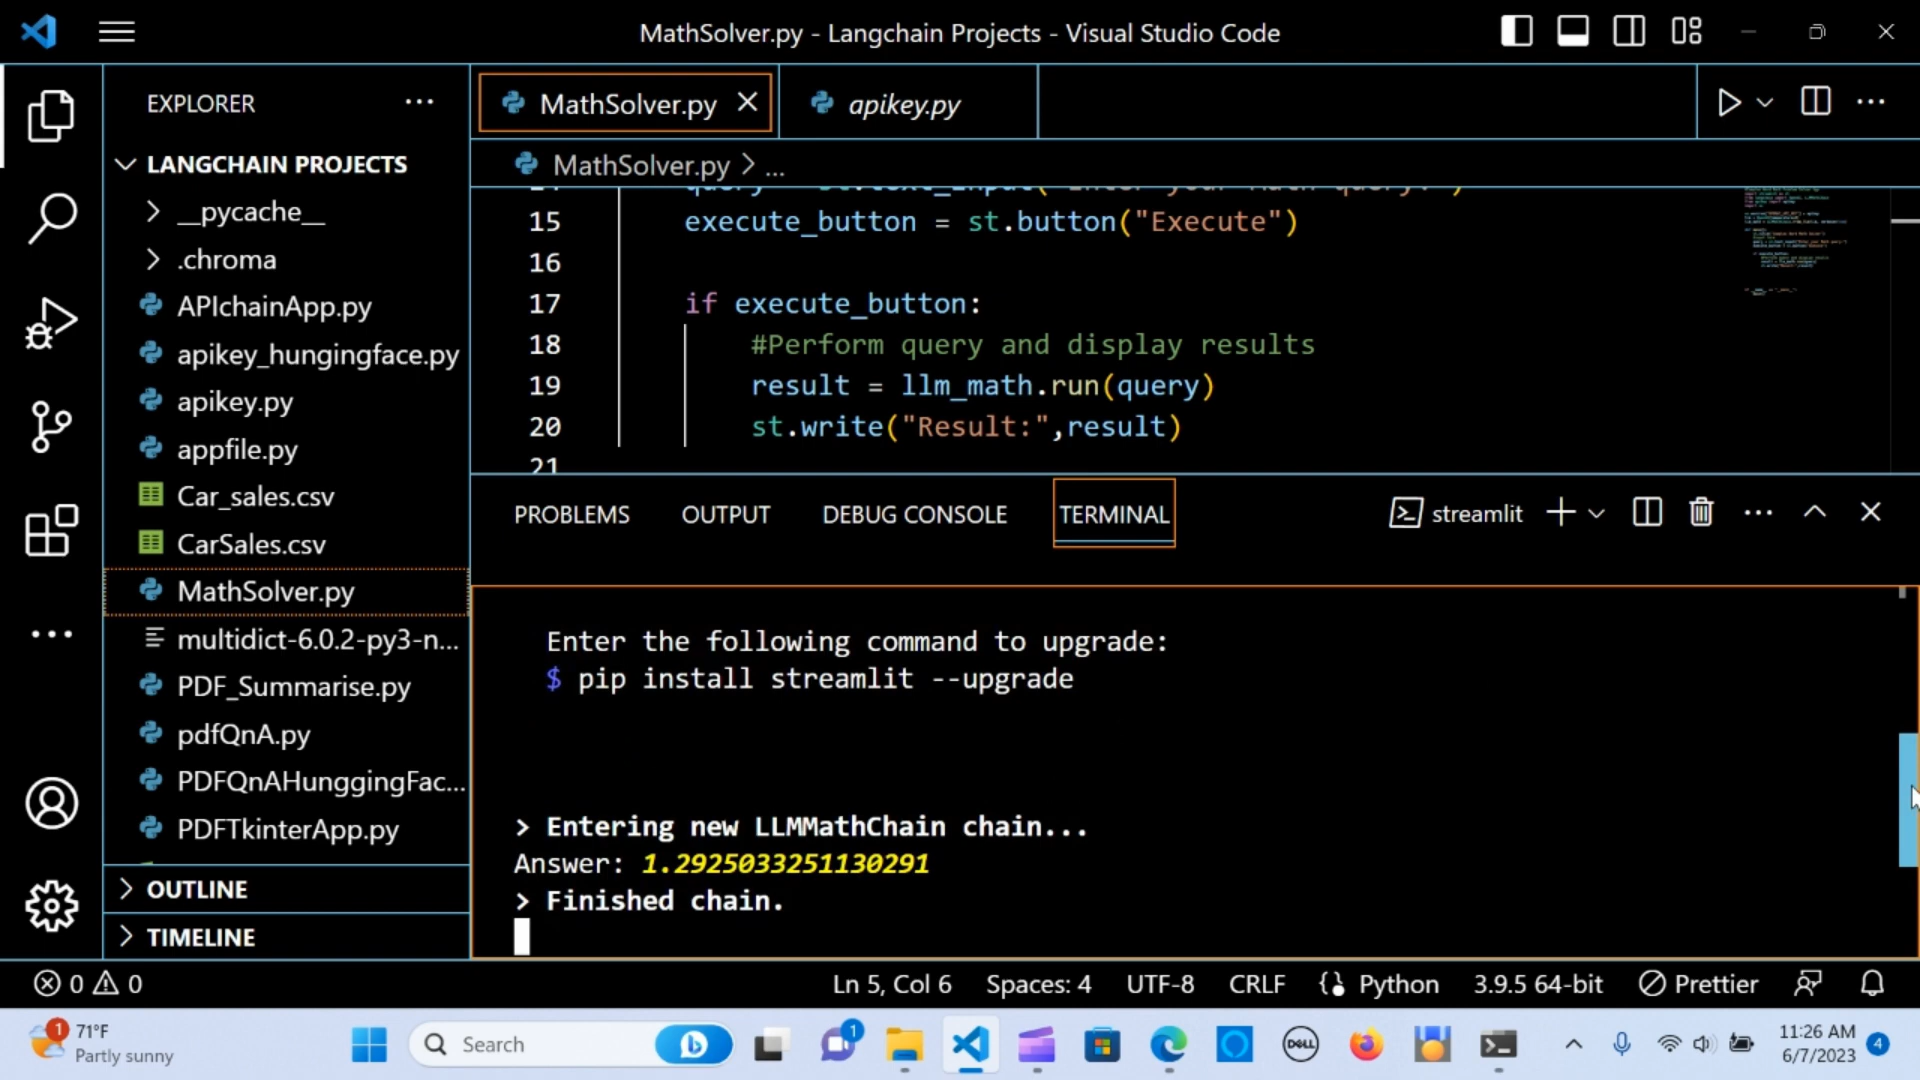 MathSolver.py - Langchain Projects - Visual Studio Code
EXPLORER
LANGCHAIN PROJECTS
__pycache__
.chroma
APIchainApp.py
apikey_hungingface.py
apikey.py
appfile.py
Car_sales.csv
CarSales.csv
MathSolver.py
multidict-6.0.2-py3-n...
PDF_Summarise.py
pdfQnA.py
PDFQnAHunggingFac...
PDFTkinterApp.py
OUTLINE
TIMELINE
MathSolver.py
apikey.py
MathSolver.py > ...
15 execute_button = st.button("Execute")
16
17 if execute_button:
18 #Perform query and display results
19 result = llm_math.run(query)
20 st.write("Result:",result)
21
PROBLEMS OUTPUT DEBUG CONSOLE TERMINAL streamlit
Enter the following command to upgrade:
$ pip install streamlit --upgrade
> Entering new LLMMathChain chain...
Answer: 1.2925033251130291
> Finished chain.
0 0 Ln 5, Col 6 Spaces: 4 UTF-8 CRLF Python 3.9.5 64-bit Prettier
1 71°F
Partly sunny
Search
1
DELL
11:26 AM
6/7/2023
4